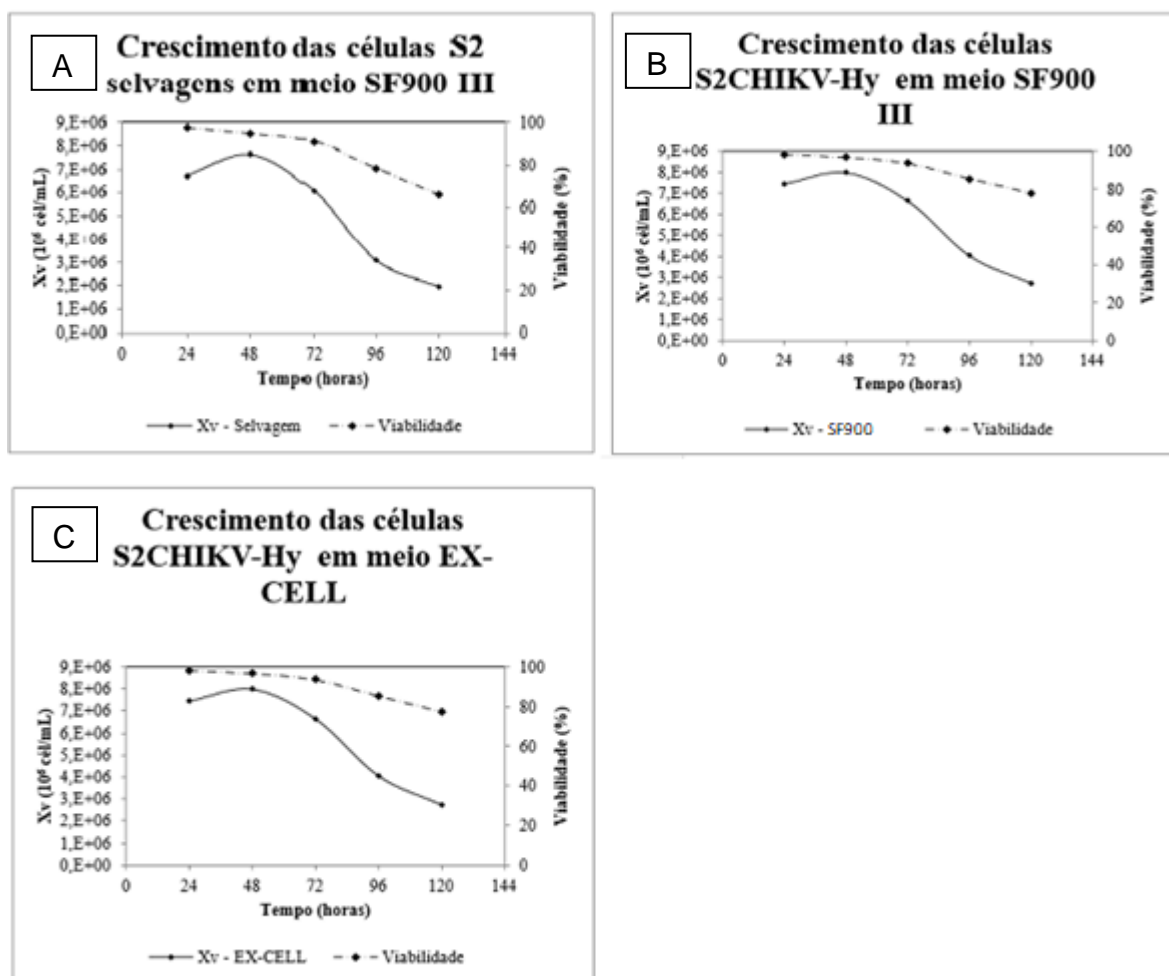 A
Crescimento das células S2
selvagens em meio SF900 III
9,E+06
8,E+06
7,E+06
6,E+06
5,E+06
4,E+06
3,E+06
2,E+06
1,E+06
0,E+00
Xv (10⁶ cél/mL)
100
80
60
40
20
0
Viabilidade (%)
0 24 48 72 96 120 144
Tempo (horas)
Xv - Selvagem Viabilidade
B
Crescimento das células
S2CHIKV-Hy em meio SF900
III
9,E+06
8,E+06
7,E+06
6,E+06
5,E+06
4,E+06
3,E+06
2,E+06
1,E+06
0,E+00
Xv (10⁶ cél/mL)
100
80
60
40
20
0
Viabilidade (%)
0 24 48 72 96 120 144
Tempo (horas)
Xv - SF900 Viabilidade
C
Crescimento das células
S2CHIKV-Hy em meio EX-
CELL
9,E+06
8,E+06
7,E+06
6,E+06
5,E+06
4,E+06
3,E+06
2,E+06
1,E+06
0,E+00
Xv (10⁶ cél/mL)
100
80
60
40
20
0
Viabilidade (%)
0 24 48 72 96 120 144
Tempo (horas)
Xv - EX-CELL Viabilidade